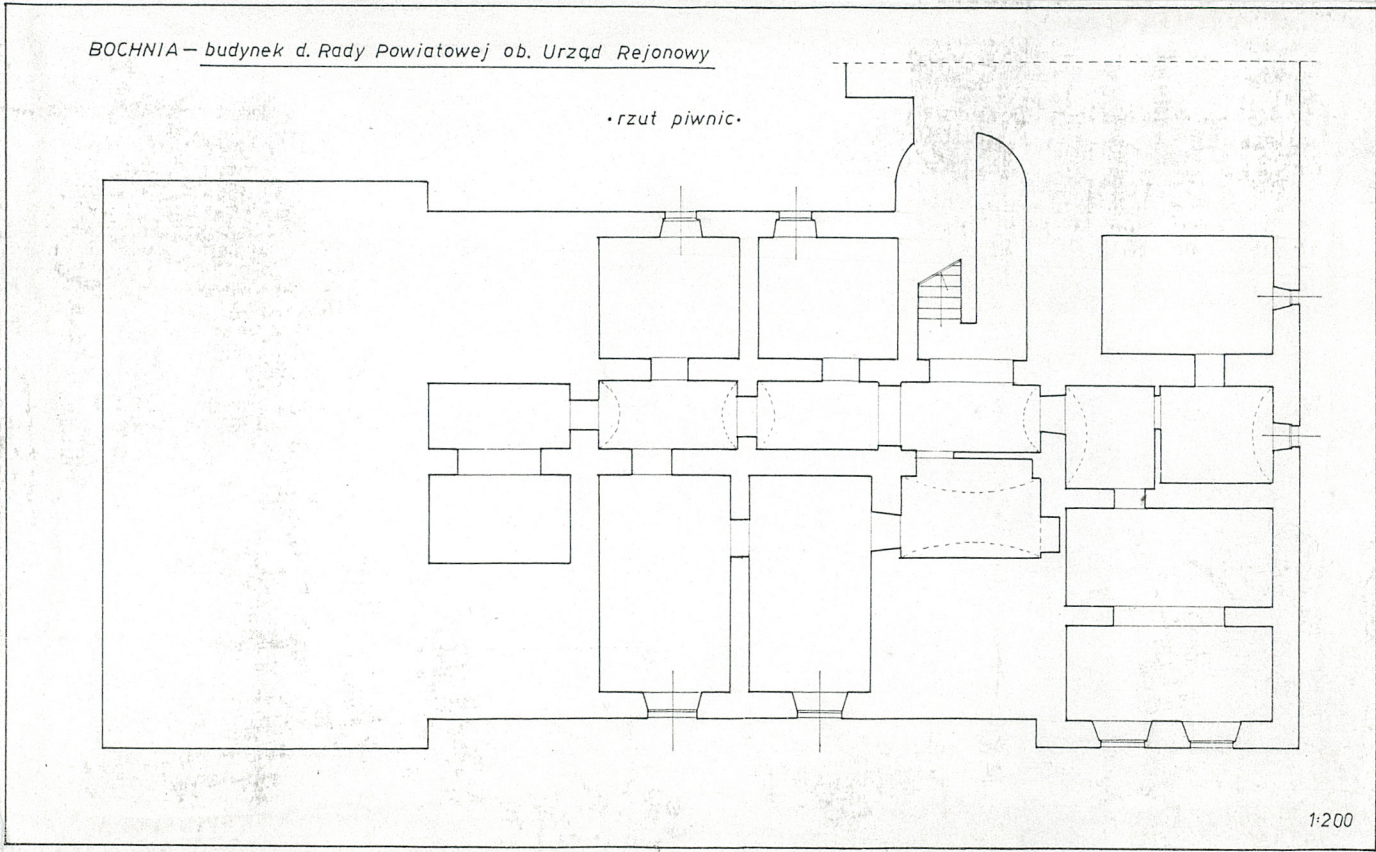 BOCHNIA – budynek d. Rady Powiatowej ob. Urząd Rejonowy
•rzut piwnic•
1:200